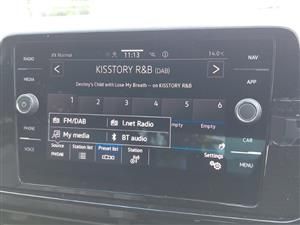 RADIO
Normal
11:13
14.0°C
NAV
KISSTORY R&B (DAB)
MEDIA
Destiny's Child with Lose My Breath -- on KISSTORY R&B
APP
1 2 3 4 5 6
FM/DAB
I.net Radio
Empty
Empty
PHONE
My media
BT audio
CAR
VOICE
Source
Station list
Preset list
Station
Settings
MENU